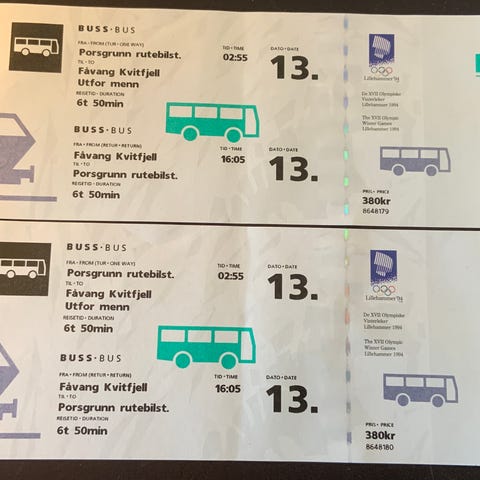 BUSS·BUS
FRA·FROM (TUR·ONE WAY)
Porsgrunn rutebilst.
TIL·TO
Fåvang Kvitfjell
Utfor menn
REISETID·DURATION
6t 50min
TID·TIME
02:55
DATO·DATE
13.
BUSS·BUS
FRA·FROM (RETUR·RETURN)
Fåvang Kvitfjell
TIL·TO
Porsgrunn rutebilst.
REISETID·DURATION
6t 50min
TID·TIME
16:05
DATO·DATE
13.
Lillehammer '94
De XVII Olympiske
Vinterleker
Lillehammer 1994
The XVII Olympic
Winter Games
Lillehammer 1994
PRIS·PRICE
380kr
8648179
BUSS·BUS
FRA·FROM (TUR·ONE WAY)
Porsgrunn rutebilst.
TIL·TO
Fåvang Kvitfjell
Utfor menn
REISETID·DURATION
6t 50min
TID·TIME
02:55
DATO·DATE
13.
BUSS·BUS
FRA·FROM (RETUR·RETURN)
Fåvang Kvitfjell
TIL·TO
Porsgrunn rutebilst.
REISETID·DURATION
6t 50min
TID·TIME
16:05
DATO·DATE
13.
Lillehammer '94
De XVII Olympiske
Vinterleker
Lillehammer 1994
The XVII Olympic
Winter Games
Lillehammer 1994
PRIS·PRICE
380kr
8648180